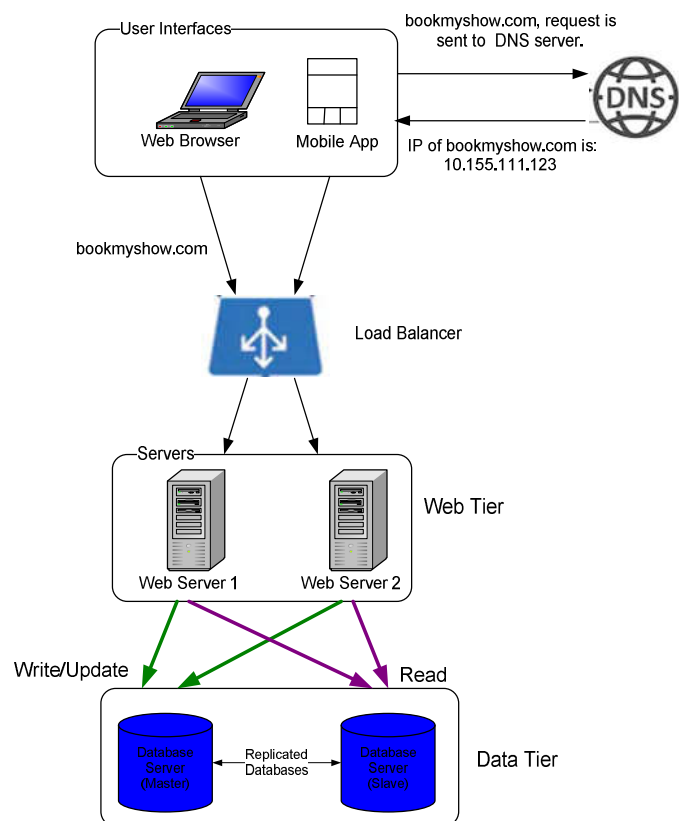 bookmyshow.com, request is
sent to DNS server.
User Interfaces
DNS
Web Browser
Mobile App
IP of bookmyshow.com is:
10.155.111.123
bookmyshow.com
Load Balancer
Servers
Web Tier
Web Server 1
Web Server 2
Write/Update
Read
Database
Server
(Master)
Replicated
Databases
Database
Server
(Slave)
Data Tier